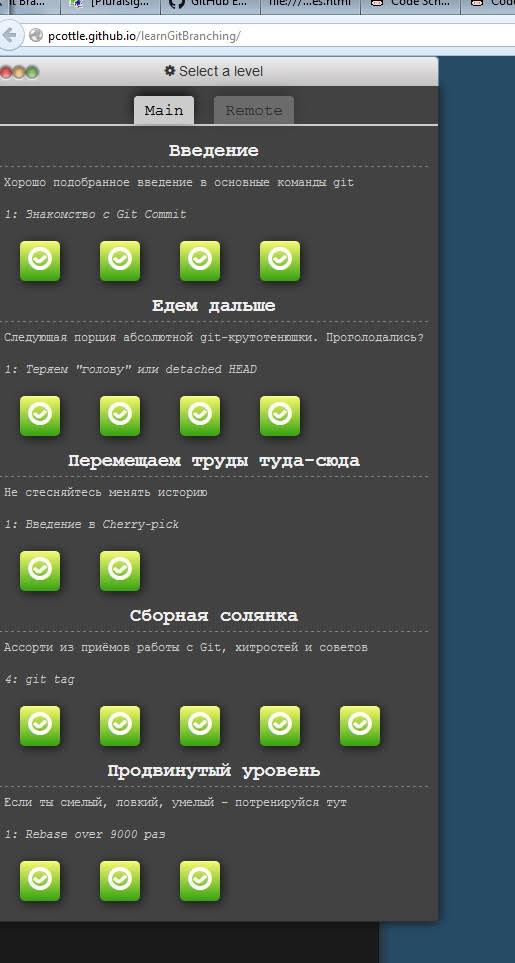 [Pluralsig
GitHub E...
file:///...es.html
Code Sch...
pcottle.github.io/learnGitBranching/
Select a level
Main
Remote
Введение
Хорошо подобранное введение в основные команды git
1: Знакомство с Git Commit
Едем дальше
Следующая порция абсолютной git-крутотенюшки. Проголодались?
1: Теряем "голову" или detached HEAD
Перемещаем труды туда-сюда
Не стесняйтесь менять историю
1: Введение в Cherry-pick
Сборная солянка
Ассорти из приёмов работы с Git, хитростей и советов
4: git tag
Продвинутый уровень
Если ты смелый, ловкий, умелый - потренируйся тут
1: Rebase over 9000 раз